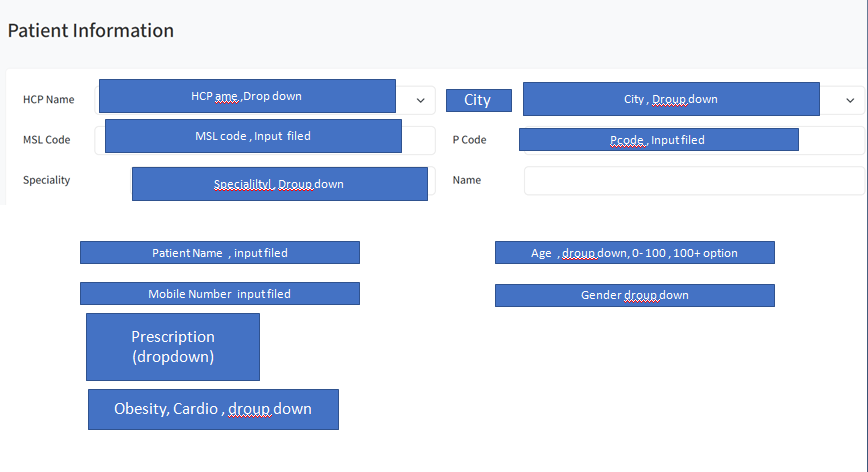 Patient Information
HCP Name
HCP ame ,Drop down
City
City , Droup down
MSL Code
MSL code , Input filed
P Code
Pcode , Input filed
Speciality
Specialiltyl , Droup down
Name
Patient Name , input filed
Age , droup down, 0- 100 , 100+ option
Mobile Number input filed
Gender droup down
Prescription
(dropdown)
Obesity, Cardio , droup down